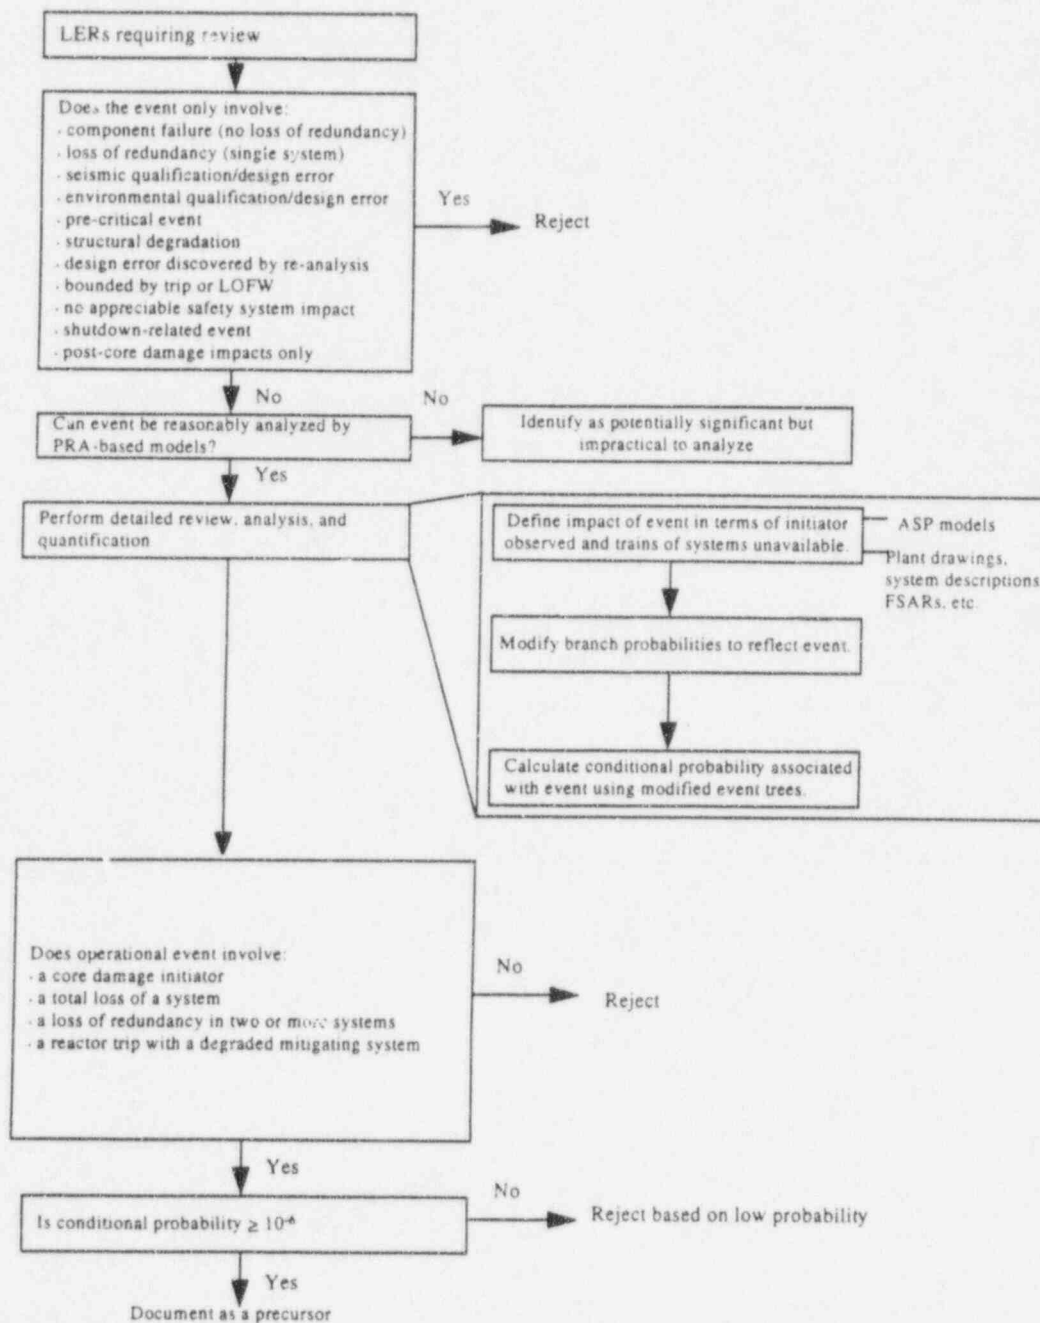 LERs requiring review
Does the event only involve:
· component failure (no loss of redundancy)
· loss of redundancy (single system)
· seismic qualification/design error
· environmental qualification/design error
· pre-critical event
· structural degradation
· design error discovered by re-analysis
· bounded by trip or LOFW
· no appreciable safety system impact
· shutdown-related event
· post-core damage impacts only
Yes
Reject
No
No
Can event be reasonably analyzed by
PRA-based models?
Identify as potentially significant but
impractical to analyze
Yes
Perform detailed review, analysis, and
quantification
Define impact of event in terms of initiator
observed and trains of systems unavailable.
ASP models
Plant drawings,
system descriptions
FSARs, etc.
Modify branch probabilities to reflect event.
Calculate conditional probability associated
with event using modified event trees.
Does operational event involve:
· a core damage initiator
· a total loss of a system
· a loss of redundancy in two or more systems
· a reactor trip with a degraded mitigating system
No
Reject
Yes
No
Is conditional probability ≥ 10⁻⁶
Reject based on low probability
Yes
Document as a precursor